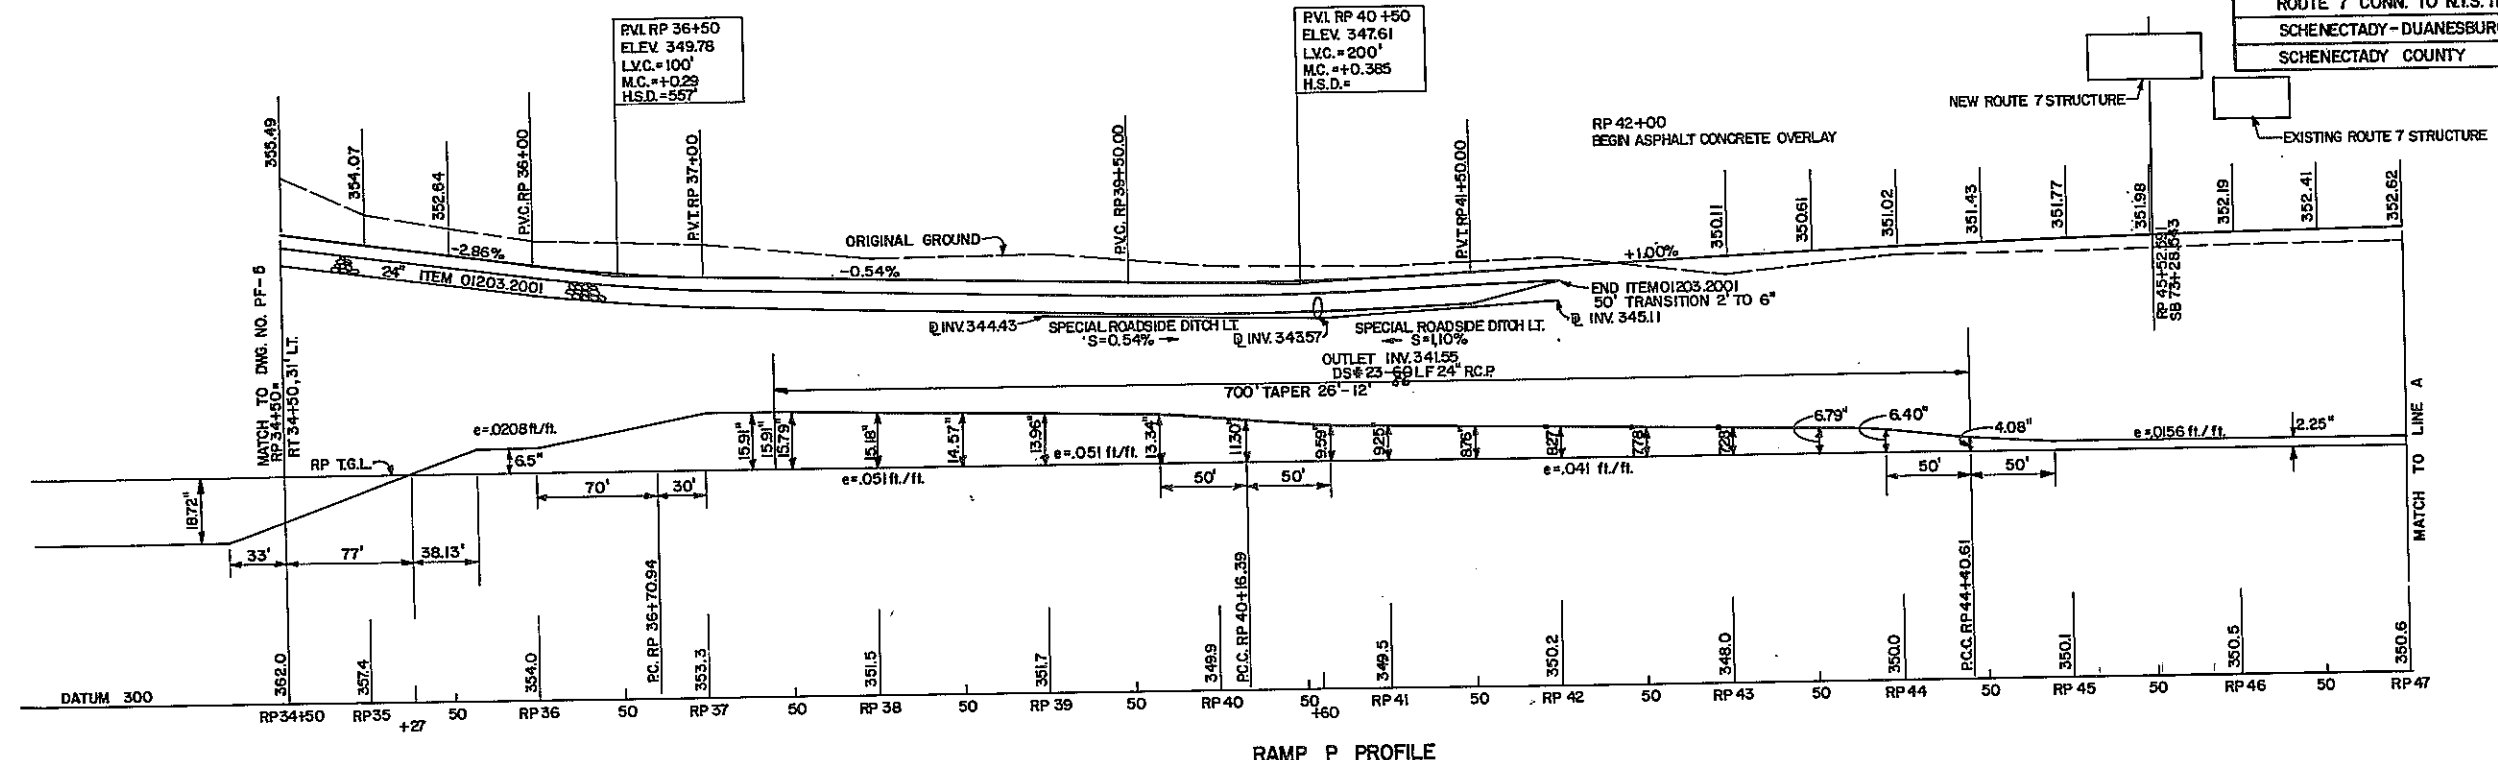 ROUTE 7 CONN. TO N.Y.S.
SCHENECTADY-DUANESBURG
SCHENECTADY COUNTY
P.V.I. RP 36+50
ELEV. 349.78
L.V.C.=100'
M.C.=+0.29
H.S.D.=557'
P.V.I. RP 40+50
ELEV. 347.61
L.V.C.=200'
M.C.=+0.385
H.S.D.=
NEW ROUTE 7 STRUCTURE
EXISTING ROUTE 7 STRUCTURE
RP 42+00
BEGIN ASPHALT CONCRETE OVERLAY
355.49
354.07
352.64
P.V.C. RP 36+00
P.V.T. RP 37+00
P.V.C. RP 39+50.00
P.V.T. RP 41+50.00
350.11
350.61
351.02
351.43
351.77
351.98
352.19
352.41
352.62
RP 45+52.591
SB 73+28.543
ORIGINAL GROUND
-2.86%
-0.54%
+1.00%
24" ITEM 01203.2001
END ITEM 01203.2001
50' TRANSITION 2' TO 6"
INV. 344.43
SPECIAL ROADSIDE DITCH LT.
S=0.54%
INV. 343.57
SPECIAL ROADSIDE DITCH LT.
S=1.10%
INV. 345.11
OUTLET INV. 341.55
LF 24" R.C.P.
700' TAPER 26'-12'
MATCH TO DWG. NO. PF-6
RP 34+50=
RT 34+50, 31' LT.
RP T.G.L.
e=.0208 ft/ft.
6.5"
18.72"
33'
77'
38.13'
70'
30'
15.91"
15.91"
15.79"
15.18"
14.57"
13.96"
13.34"
11.30"
9.59"
9.25"
8.76"
8.27"
7.78"
7.28"
6.79"
6.40"
4.08"
2.25"
e=.051 ft/ft.
e=.051 ft./ft.
e=.041 ft/ft.
e=.0156 ft./ft.
50'
50'
50'
50'
MATCH TO LINE A
P.C. RP 36+70.94
P.C.C. RP 40+16.39
P.C.C. RP 44+40.61
362.0
357.4
354.0
353.3
351.5
351.7
349.9
349.5
350.2
348.0
350.0
350.1
350.5
350.6
DATUM 300
RP 34+50 RP 35 +27 50 RP 36 50 RP 37 50 RP 38 50 RP 39 50 RP 40 50 +60 RP 41 50 RP 42 50 RP 43 50 RP 44 50 RP 45 50 RP 46 50 RP 47
RAMP P PROFILE